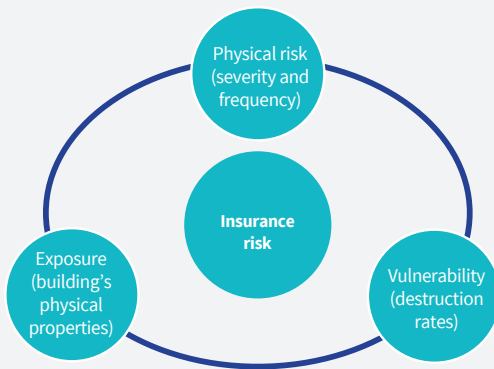 Physical risk
(severity and
frequency)
Insurance
risk
Exposure
(building’s
physical
properties)
Vulnerability
(destruction
rates)